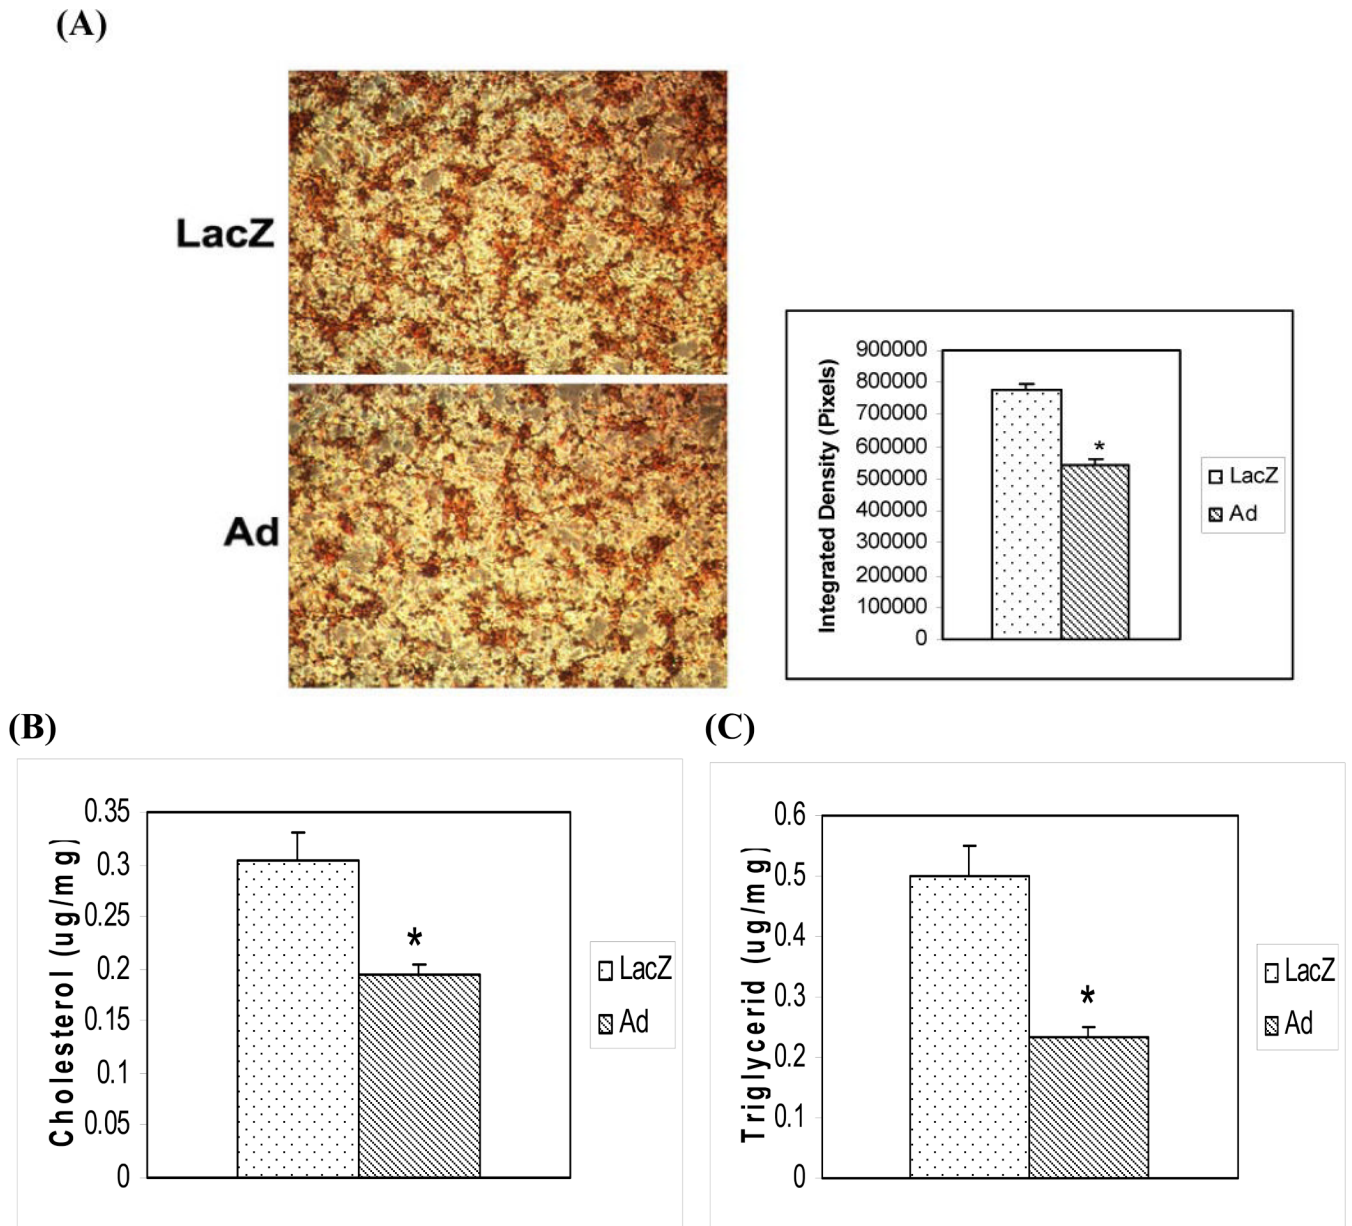 (A)
LacZ
Ad
Integrated Density (Pixels)
900000
800000
700000
600000
500000
400000
300000
200000
100000
0
*
LacZ
Ad
(B)
Cholesterol (ug/mg)
0.35
0.3
0.25
0.2
0.15
0.1
0.05
0
*
LacZ
Ad
(C)
Triglycerid (ug/mg)
0.6
0.5
0.4
0.3
0.2
0.1
0
*
LacZ
Ad